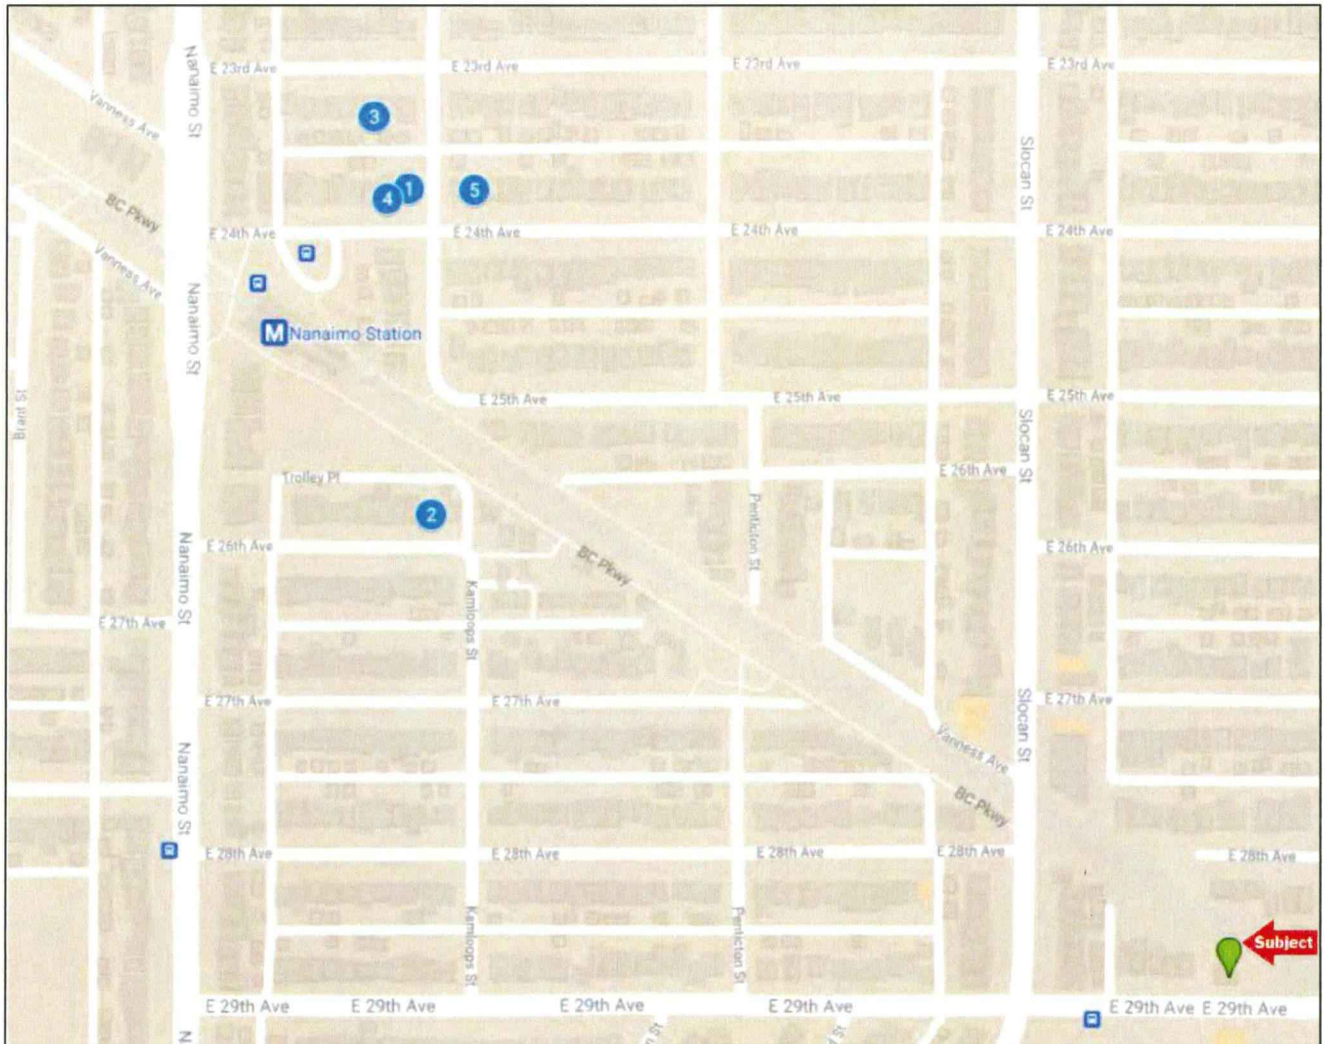 Nanaimo St
E 23rd Ave
E 23rd Ave
E 23rd Ave
E 23rd Ave
Vanness Ave
3
Slocan St
1
4
5
BC Pkwy
E 24th Ave
E 24th Ave
E 24th Ave
E 24th Ave
Vanness Ave
Nanaimo St
M Nanaimo Station
Brant St
E 25th Ave
E 25th Ave
E 25th Ave
Slocan St
Trolley Pl
E 26th Ave
2
Penticton St
E 26th Ave
E 26th Ave
BC Pkwy
Nanaimo St
Kamloops St
E 27th Ave
E 27th Ave
E 27th Ave
E 27th Ave
Slocan St
Vanness Ave
Nanaimo St
BC Pkwy
E 28th Ave
E 28th Ave
E 28th Ave
E 28th Ave
E 28th Ave
Kamloops St
Penticton St
Subject
E 29th Ave
E 29th Ave
E 29th Ave
E 29th Ave
E 29th Ave
E 29th Ave
N